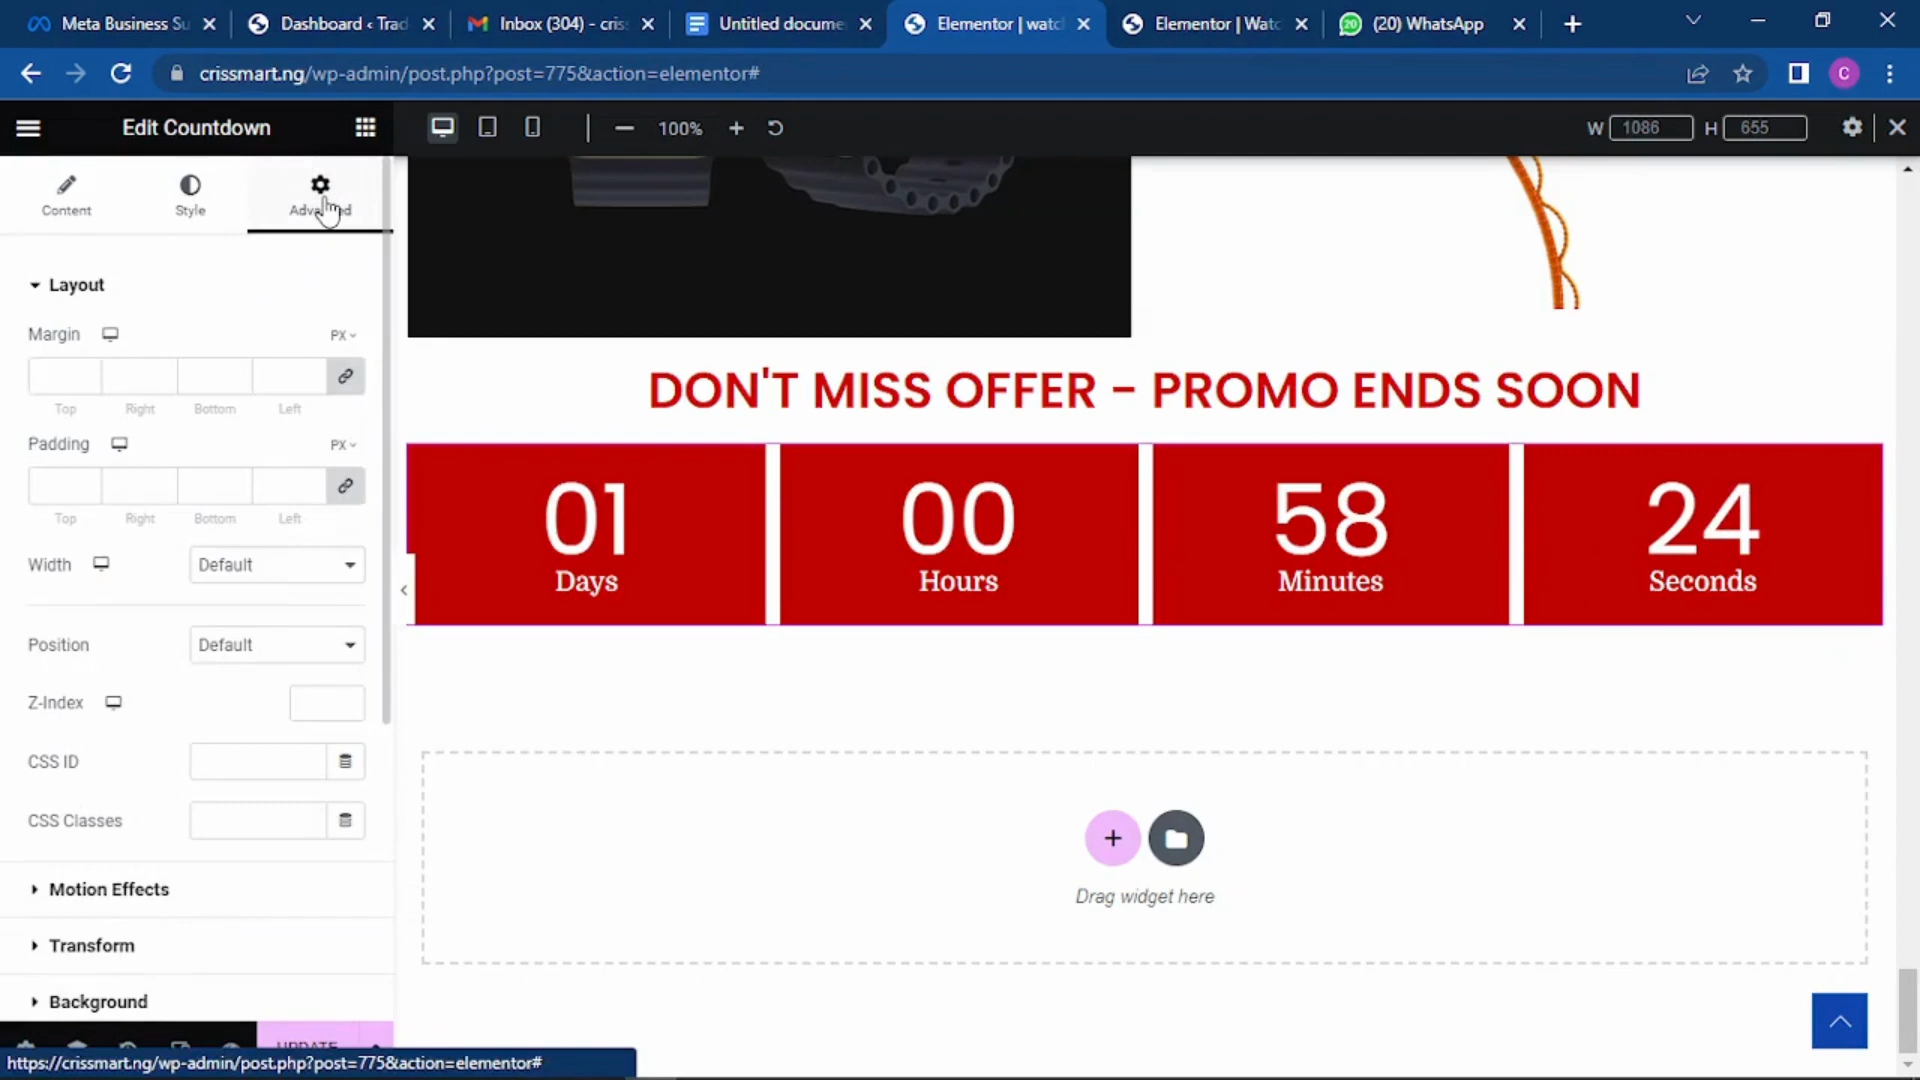 Meta Business Su
Dashboard ‹ Trad
Inbox (304) - cris
Untitled docume
Elementor | watc
Elementor | Watc
20
(20) WhatsApp
crissmart.ng/wp-admin/post.php?post=775&action=elementor#
C
Edit Countdown
100%
W 1086 H 655
Content
Style
Advanced
Layout
Margin
PX
Top Right Bottom Left
Padding
PX
Top Right Bottom Left
Width
Default
Position
Default
Z-Index
CSS ID
CSS Classes
Motion Effects
Transform
Background
UPDATE
https://crissmart.ng/wp-admin/post.php?post=775&action=elementor#
DON'T MISS OFFER - PROMO ENDS SOON
01 00 58 24
Days Hours Minutes Seconds
Drag widget here